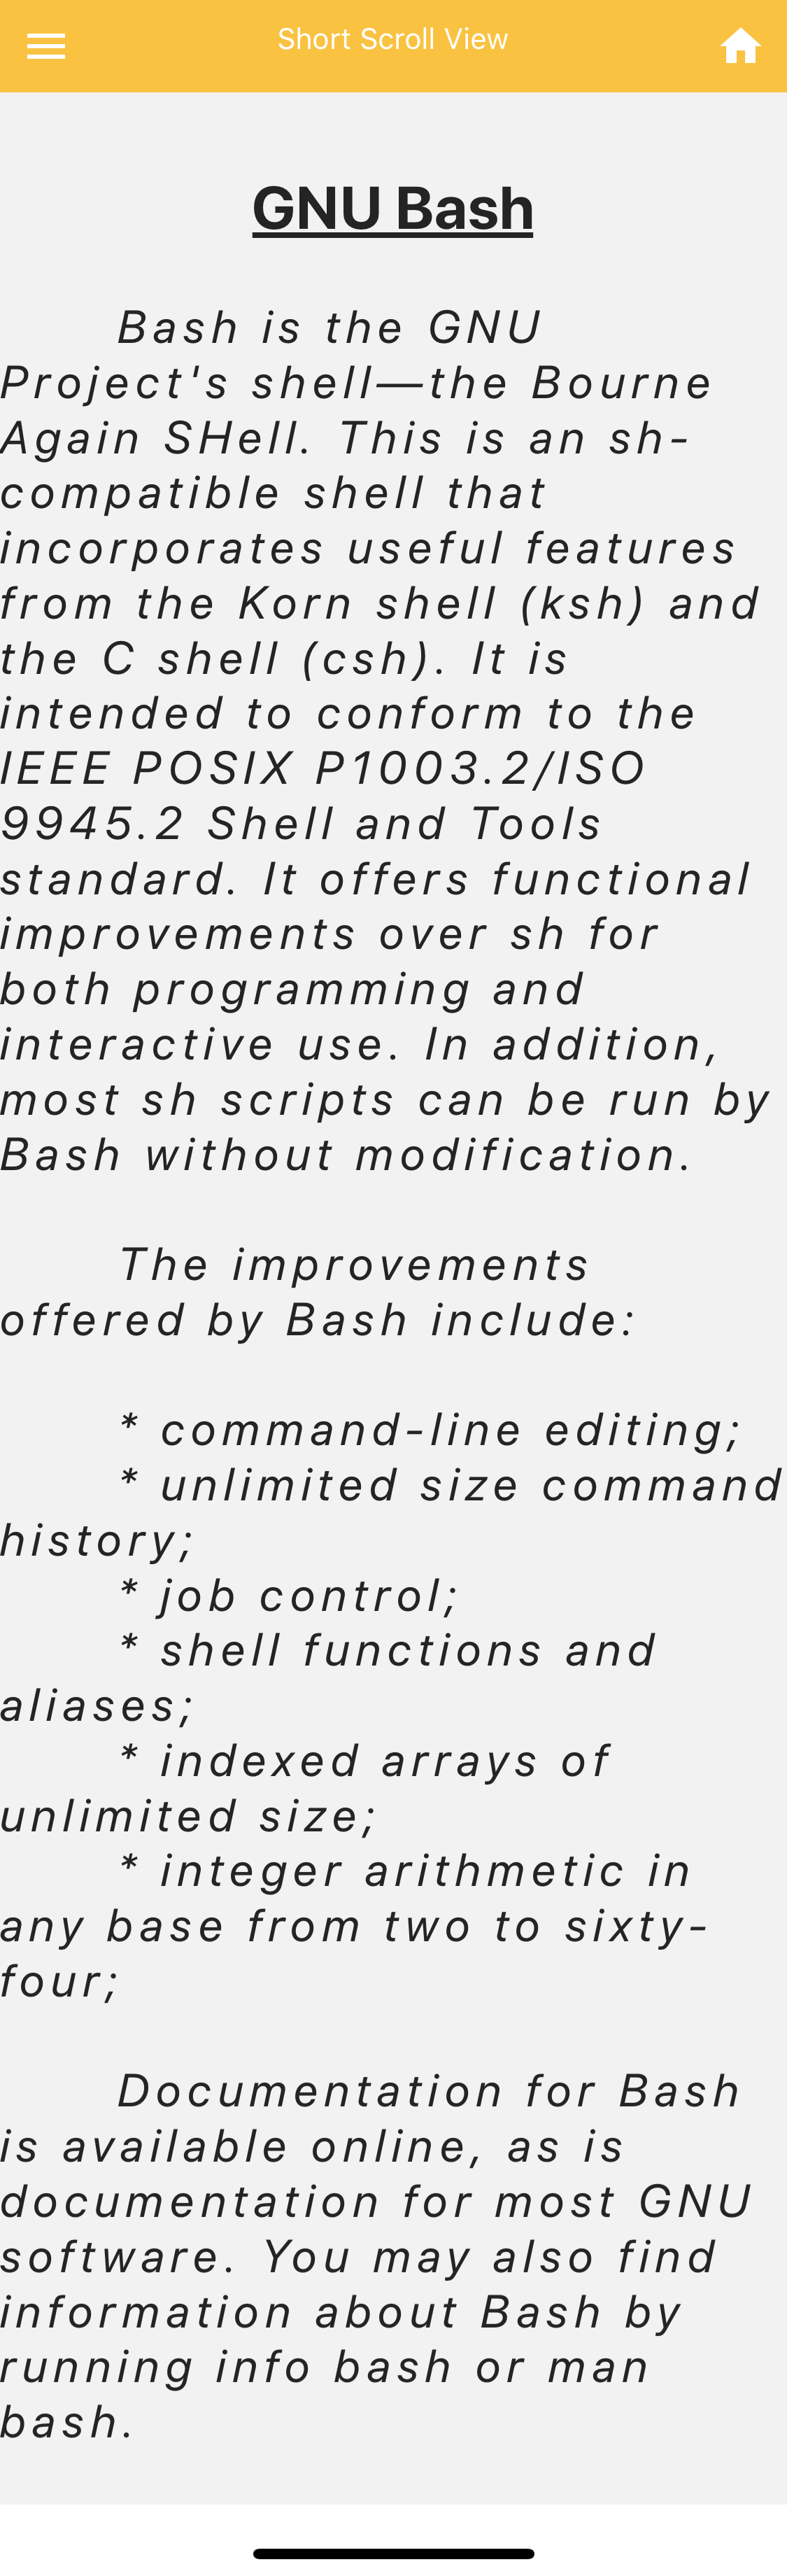 Short Scroll View
GNU Bash
Bash is the GNU
Project's shell—the Bourne
Again SHell. This is an sh-
compatible shell that
incorporates useful features
from the Korn shell (ksh) and
the C shell (csh). It is
intended to conform to the
IEEE POSIX P1003.2/ISO
9945.2 Shell and Tools
standard. It offers functional
improvements over sh for
both programming and
interactive use. In addition,
most sh scripts can be run by
Bash without modification.
The improvements
offered by Bash include:
* command-line editing;
* unlimited size command
history;
* job control;
* shell functions and
aliases;
* indexed arrays of
unlimited size;
* integer arithmetic in
any base from two to sixty-
four;
Documentation for Bash
is available online, as is
documentation for most GNU
software. You may also find
information about Bash by
running info bash or man
bash.